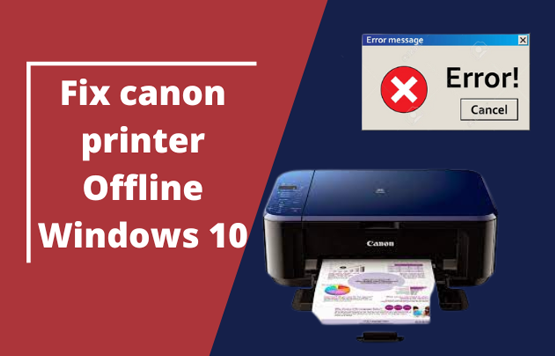 Fix canon
printer
Offline
Windows 10
Error message
Error!
Cancel
Canon